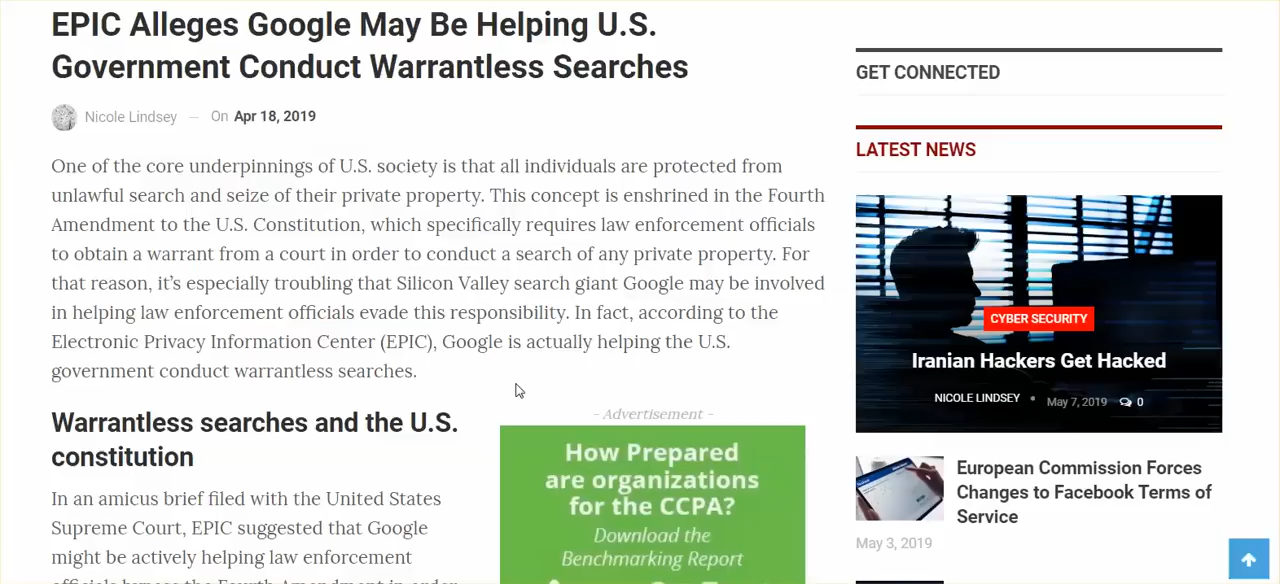 EPIC Alleges Google May Be Helping U.S.
Government Conduct Warrantless Searches
Nicole Lindsey — On Apr 18, 2019
One of the core underpinnings of U.S. society is that all individuals are protected from
unlawful search and seize of their private property. This concept is enshrined in the Fourth
Amendment to the U.S. Constitution, which specifically requires law enforcement officials
to obtain a warrant from a court in order to conduct a search of any private property. For
that reason, it’s especially troubling that Silicon Valley search giant Google may be involved
in helping law enforcement officials evade this responsibility. In fact, according to the
Electronic Privacy Information Center (EPIC), Google is actually helping the U.S.
government conduct warrantless searches.
Warrantless searches and the U.S.
constitution
In an amicus brief filed with the United States
Supreme Court, EPIC suggested that Google
might be actively helping law enforcement
- Advertisement -
How Prepared
are organizations
for the CCPA?
Download the
Benchmarking Report
GET CONNECTED
LATEST NEWS
CYBER SECURITY
Iranian Hackers Get Hacked
NICOLE LINDSEY • May 7, 2019 0
European Commission Forces
Changes to Facebook Terms of
Service
May 3, 2019